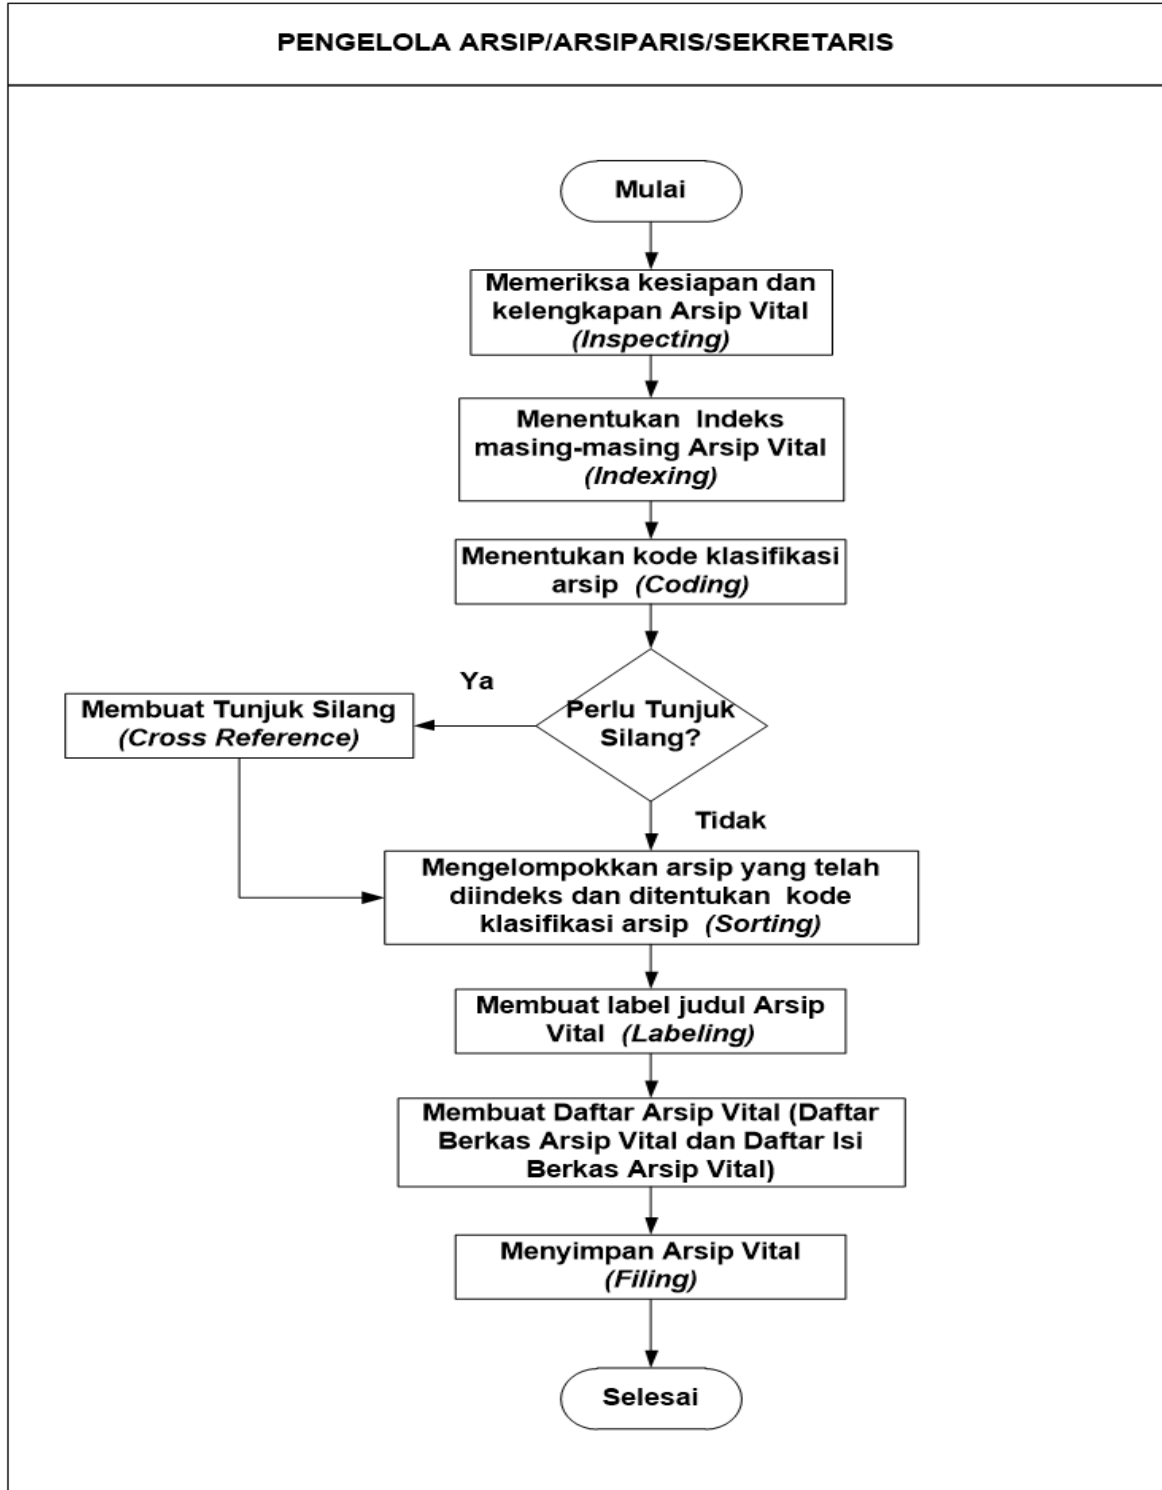 PENGELOLA ARSIP/ARSIPARIS/SEKRETARIS
Mulai
Memeriksa kesiapan dan
kelengkapan Arsip Vital
(Inspecting)
Menentukan Indeks
masing-masing Arsip Vital
(Indexing)
Menentukan kode klasifikasi
arsip (Coding)
Perlu Tunjuk
Silang?
Ya
Membuat Tunjuk Silang
(Cross Reference)
Tidak
Mengelompokkan arsip yang telah
diindeks dan ditentukan kode
klasifikasi arsip (Sorting)
Membuat label judul Arsip
Vital (Labeling)
Membuat Daftar Arsip Vital (Daftar
Berkas Arsip Vital dan Daftar Isi
Berkas Arsip Vital)
Menyimpan Arsip Vital
(Filing)
Selesai